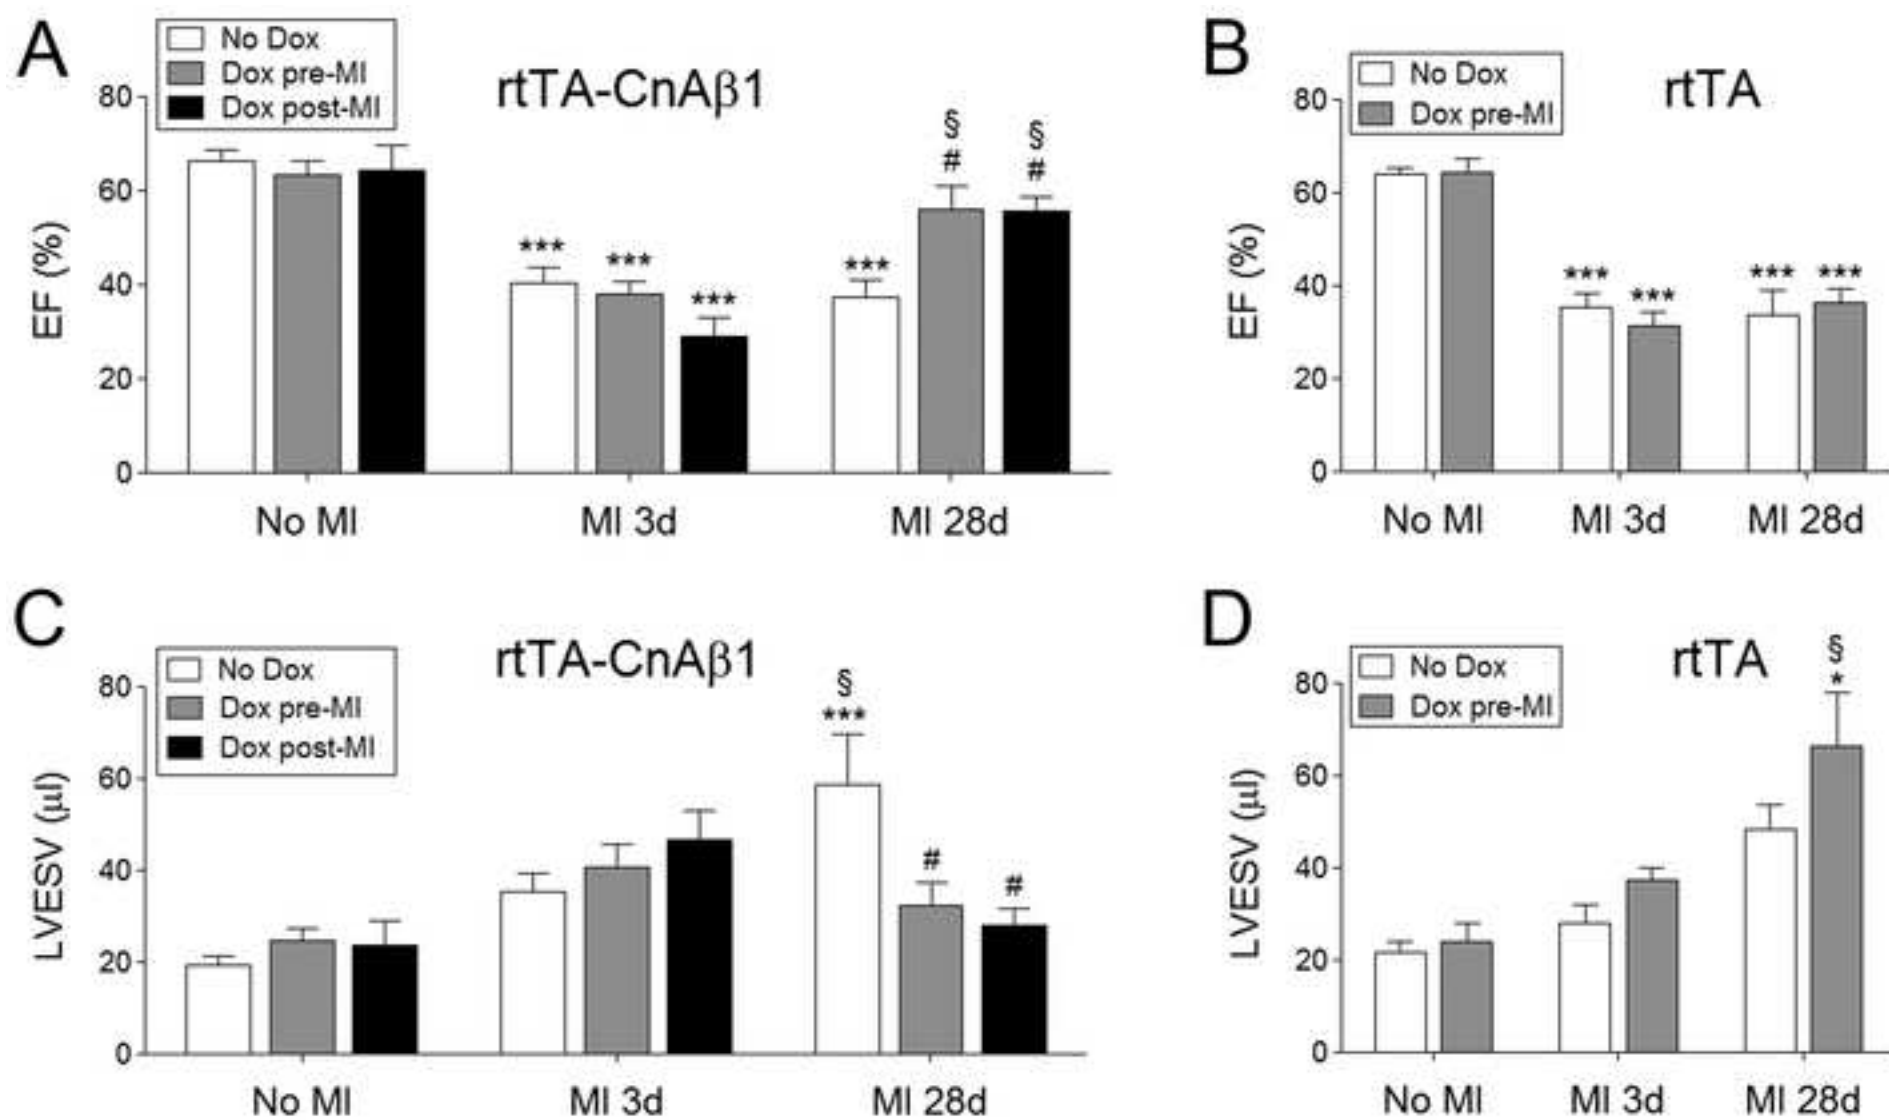 A
No Dox
Dox pre-MI
Dox post-MI
rtTA-CnAβ1
EF (%)
80
60
40
20
0
***
***
***
***
§
#
§
#
No MI
MI 3d
MI 28d
B
No Dox
Dox pre-MI
rtTA
EF (%)
80
60
40
20
0
***
***
***
***
No MI
MI 3d
MI 28d
C
No Dox
Dox pre-MI
Dox post-MI
rtTA-CnAβ1
LVESV (µl)
80
60
40
20
0
§
***
#
#
No MI
MI 3d
MI 28d
D
No Dox
Dox pre-MI
rtTA
LVESV (µl)
80
60
40
20
0
§
*
No MI
MI 3d
MI 28d